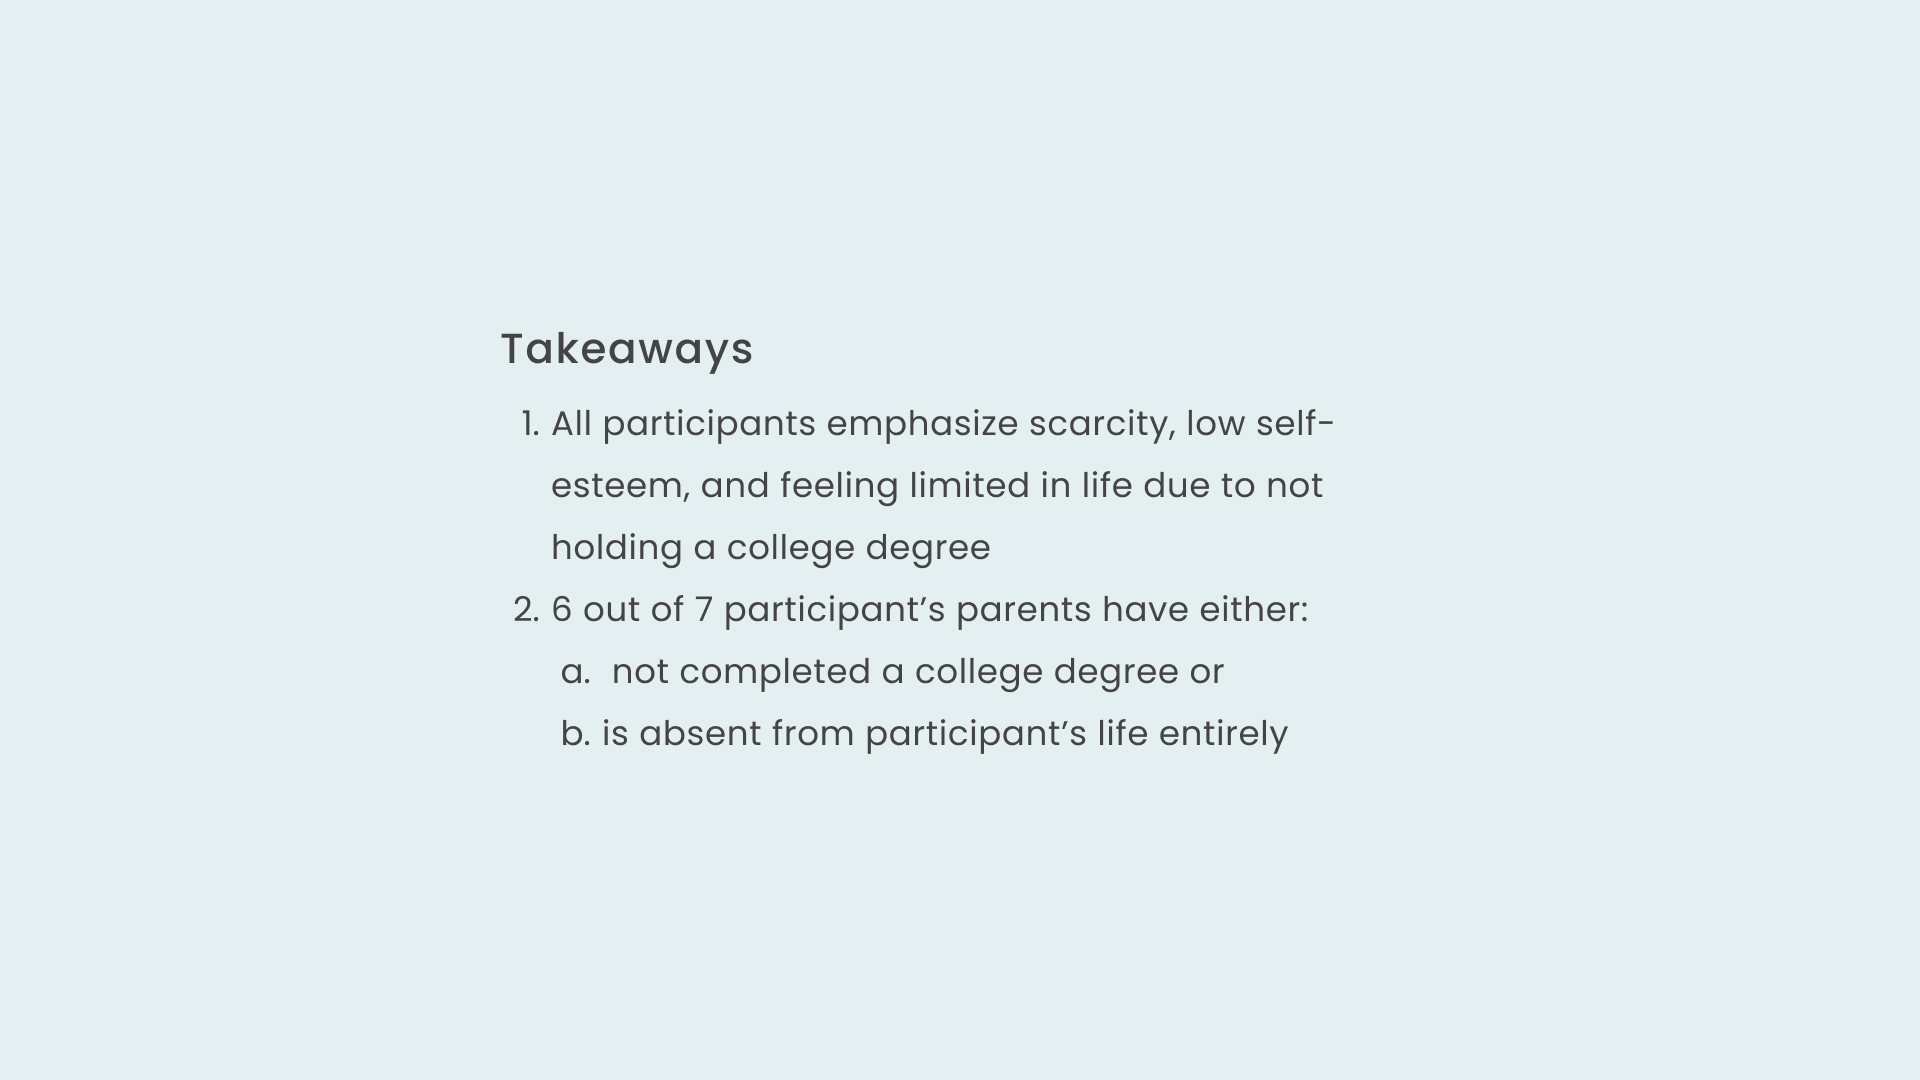 Takeaways
1. All participants emphasize scarcity, low self-
esteem, and feeling limited in life due to not
holding a college degree
2. 6 out of 7 participant’s parents have either:
a. not completed a college degree or
b. is absent from participant’s life entirely